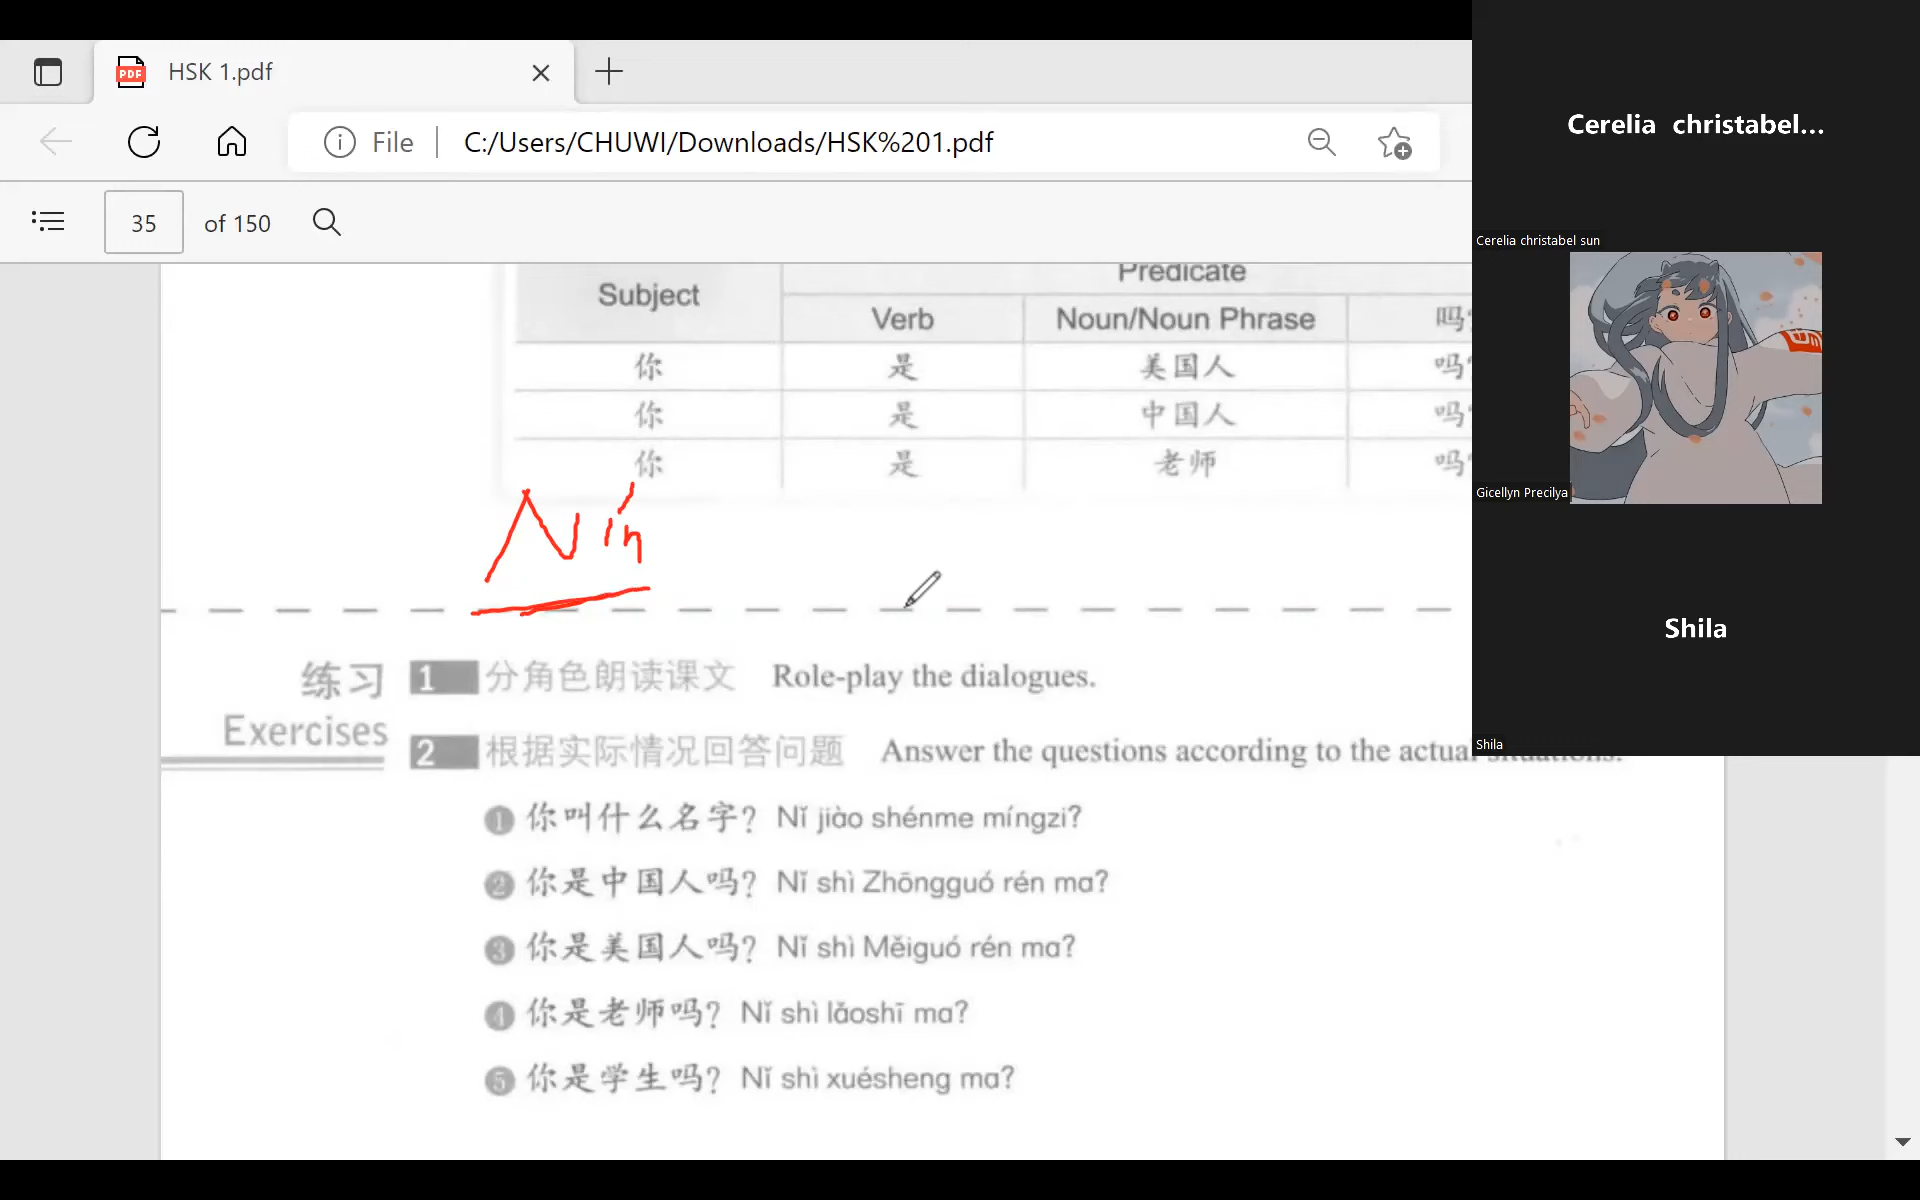 HSK 1.pdf
File C:/Users/CHUWI/Downloads/HSK%201.pdf
35 of 150
Subject Predicate
Verb Noun/Noun Phrase 吗?
你 是 美国人 吗?
你 是 中国人 吗?
你 是 老师 吗?
Nín
练习
Exercises
1 分角色朗读课文 Role-play the dialogues.
2 根据实际情况回答问题 Answer the questions according to the actual situations.
1 你叫什么名字? Nǐ jiào shénme míngzi?
2 你是中国人吗? Nǐ shì Zhōngguó rén ma?
3 你是美国人吗? Nǐ shì Měiguó rén ma?
4 你是老师吗? Nǐ shì lǎoshī ma?
5 你是学生吗? Nǐ shì xuésheng ma?
Cerelia christabel...
Cerelia christabel sun
Gicellyn Precilya
Shila
Shila